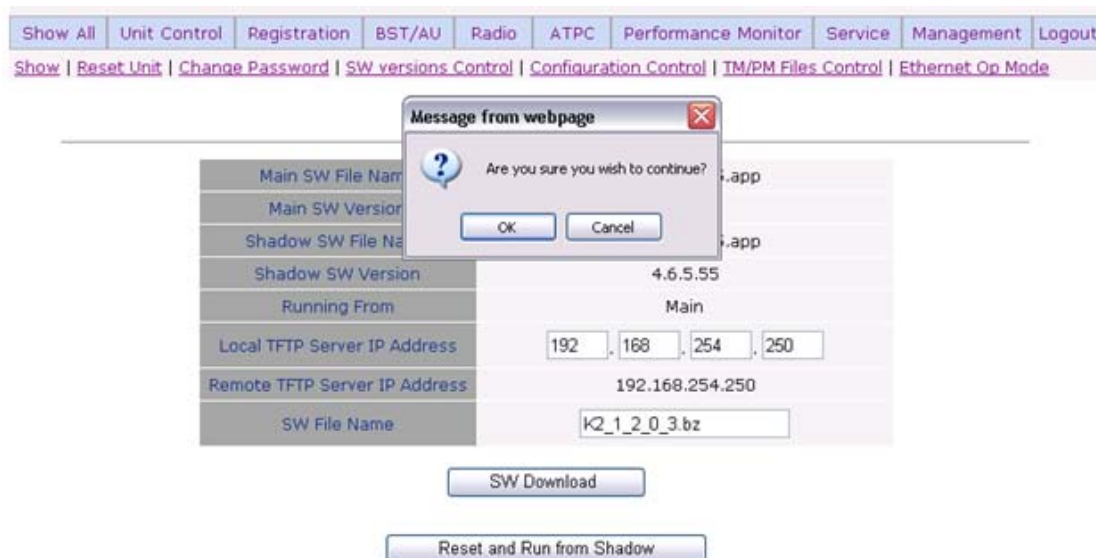 Show All Unit Control Registration BST/AU Radio ATPC Performance Monitor Service Management Logout
Show | Reset Unit | Change Password | SW versions Control | Configuration Control | TM/PM Files Control | Ethernet Op Mode
Message from webpage
Are you sure you wish to continue?
OK Cancel
Main SW File .app
Main SW
Shadow SW File .app
Shadow SW Version 4.6.5.55
Running From Main
Local TFTP Server IP Address 192 . 168 . 254 . 250
Remote TFTP Server IP Address 192.168.254.250
SW File Name K2_1_2_0_3.bz
SW Download
Reset and Run from Shadow